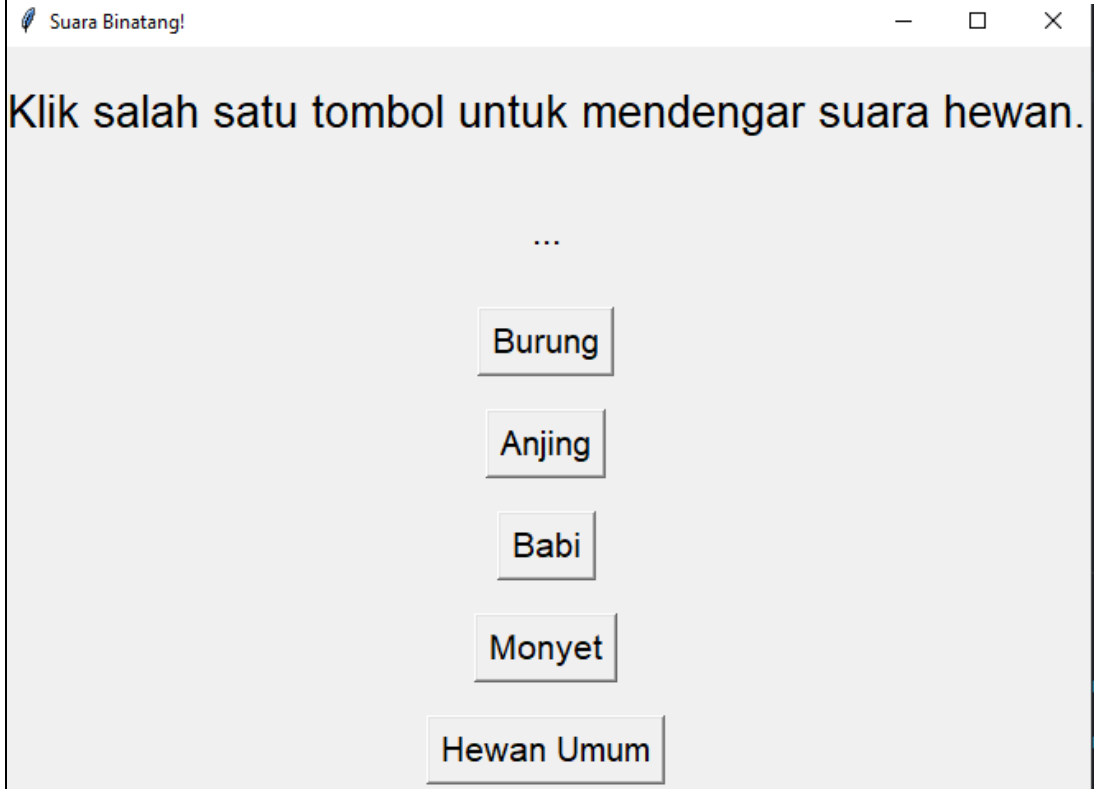 Suara Binatang!
Klik salah satu tombol untuk mendengar suara hewan.
...
Burung
Anjing
Babi
Monyet
Hewan Umum